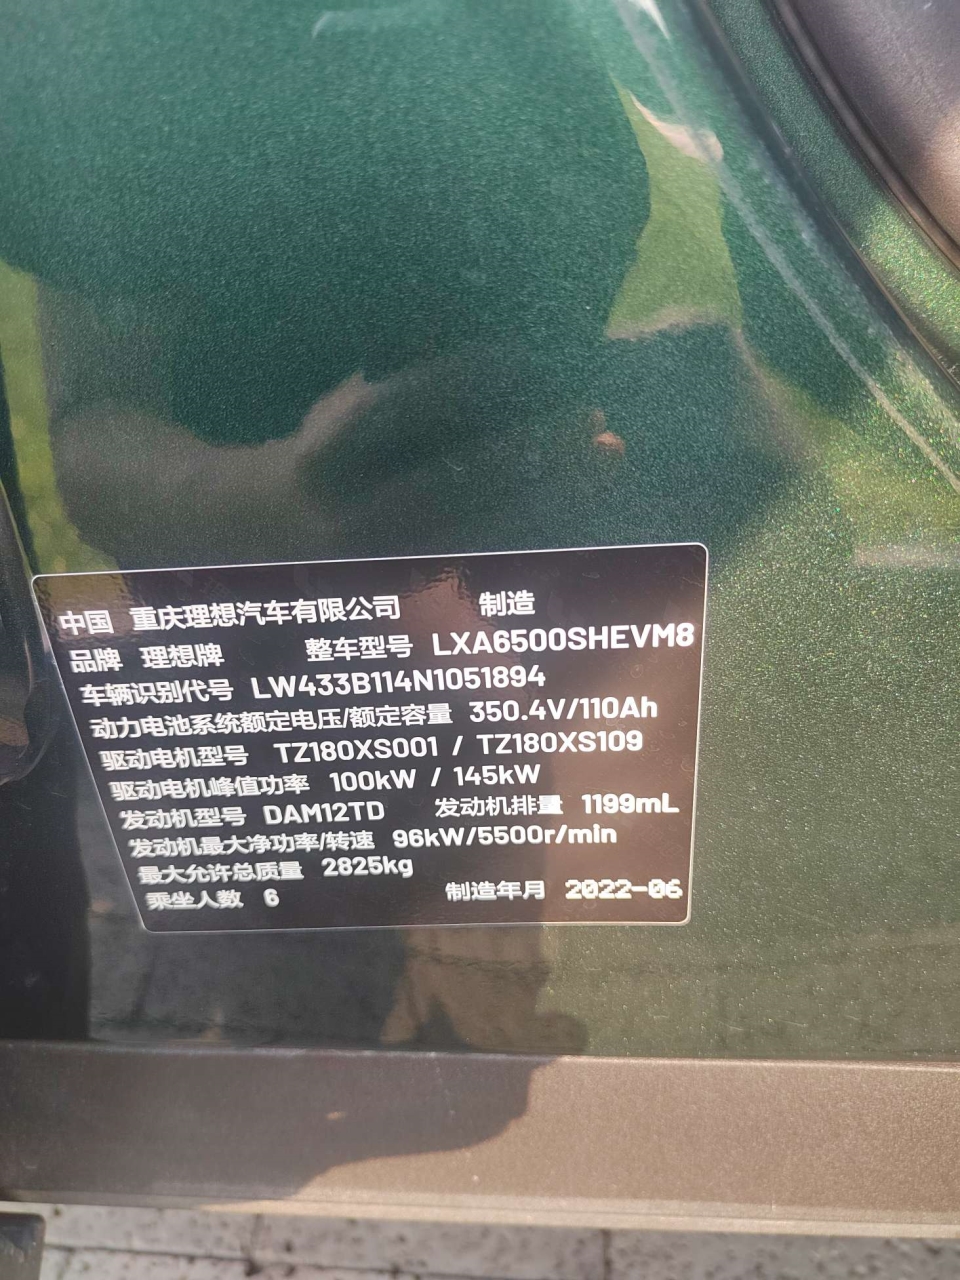 中国 重庆理想汽车有限公司 制造
品牌 理想牌 整车型号 LXA6500SHEVM8
车辆识别代号 LW433B114N1051894
动力电池系统额定电压/额定容量 350.4V/110Ah
驱动电机型号 TZ180XS001 / TZ180XS109
驱动电机峰值功率 100kW / 145kW
发动机型号 DAM12TD 发动机排量 1199mL
发动机最大净功率/转速 96kW/5500r/min
最大允许总质量 2825kg
乘坐人数 6 制造年月 2022-06